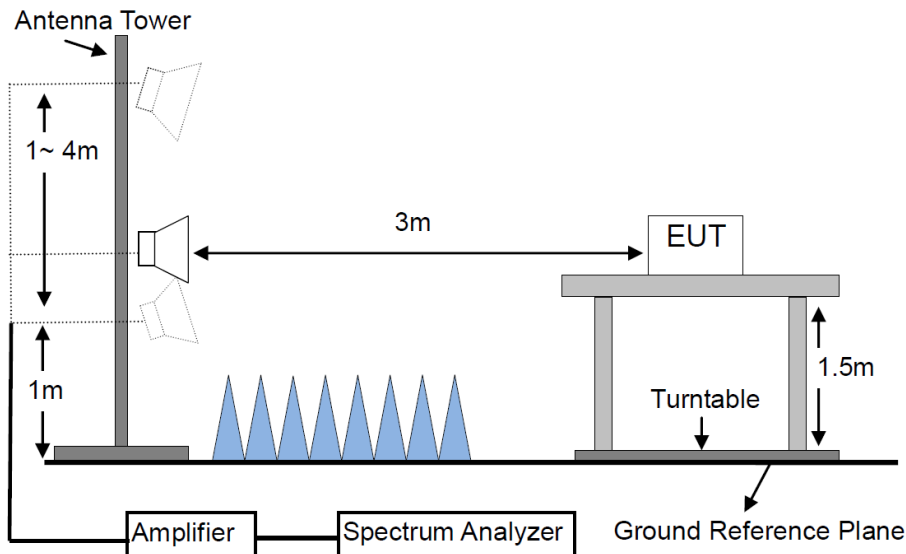 Antenna Tower
1~ 4m
3m
EUT
1m
1.5m
Turntable
Amplifier
Spectrum Analyzer
Ground Reference Plane